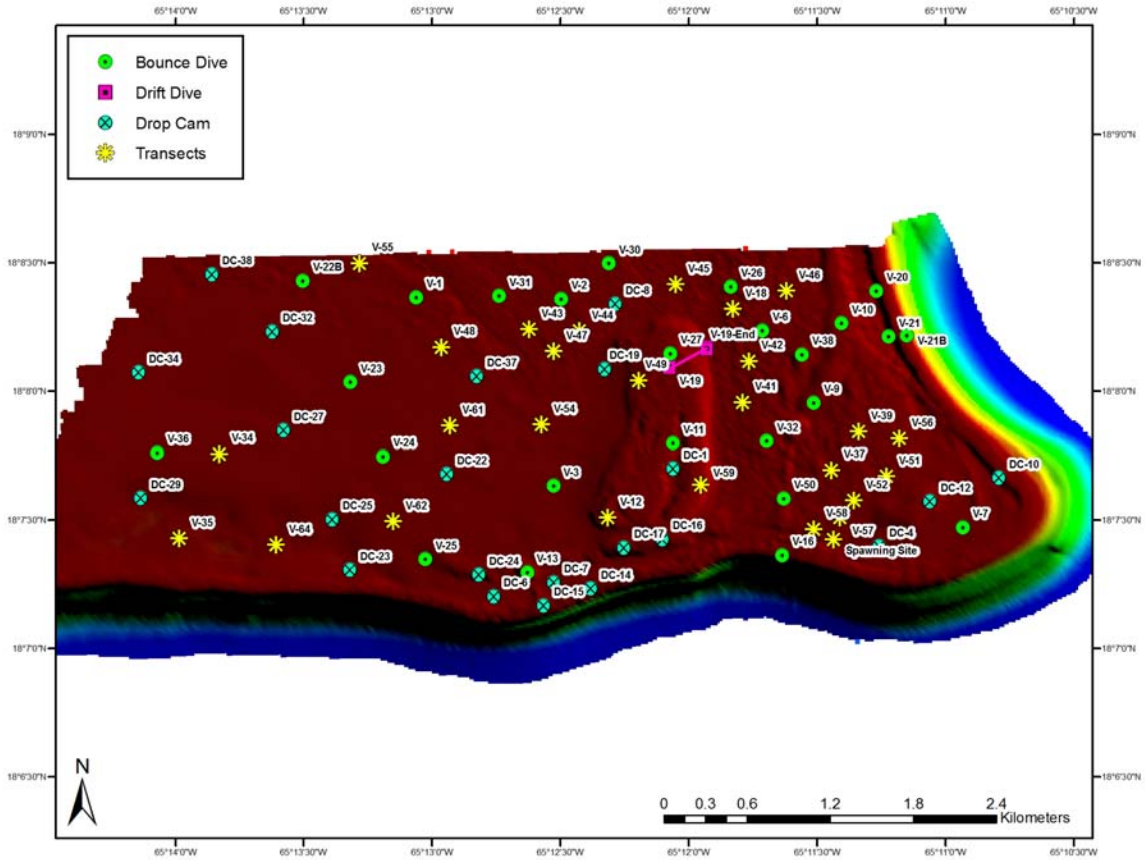 65°14'0"W 65°13'30"W 65°13'0"W 65°12'30"W 65°12'0"W 65°11'30"W 65°11'0"W 65°10'30"W
Bounce Dive
Drift Dive
Drop Cam
Transects
18°9'0"N 18°9'0"N
V-55 V-30
18°8'30"N 18°8'30"N
DC-38 V-22B V-45 V-26 V-46 V-20
V-1 V-31 V-2 DC-8 V-18
DC-32 V-48 V-43 V-44 V-6 V-10 V-21
V-47 V-27 V-19-End V-21B
DC-34 DC-37 DC-19 V-49 V-42 V-38
18°8'0"N 18°8'0"N
V-23 V-19 V-41 V-9
DC-27 V-61 V-54 V-39 V-56
V-36 V-34 V-24 V-11 V-32
DC-22 V-3 DC-1 V-59 V-37 V-51 DC-10
DC-29 V-50 V-52 DC-12
18°7'30"N 18°7'30"N
DC-25 V-62 V-12 V-58 V-7
V-35 V-64 DC-17 DC-16 V-57 DC-4
DC-23 V-25 DC-24 V-13 V-16 Spawning Site
DC-6 DC-7 DC-14
DC-15
18°7'0"N 18°7'0"N
18°6'30"N 18°6'30"N
N
0 0.3 0.6 1.2 1.8 2.4
Kilometers
65°14'0"W 65°13'30"W 65°13'0"W 65°12'30"W 65°12'0"W 65°11'30"W 65°11'0"W 65°10'30"W